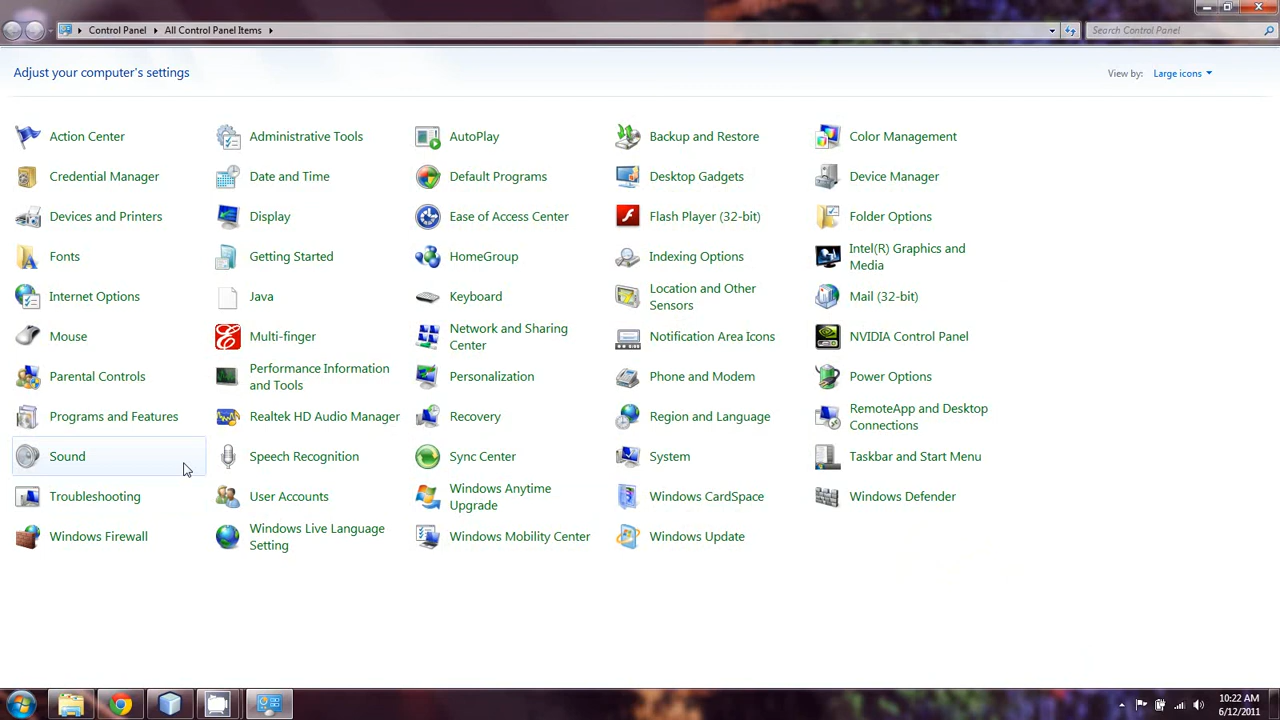 Control Panel All Control Panel Items
Search Control Panel
Adjust your computer's settings
View by: Large icons
Action Center
Administrative Tools
AutoPlay
Backup and Restore
Color Management
Credential Manager
Date and Time
Default Programs
Desktop Gadgets
Device Manager
Devices and Printers
Display
Ease of Access Center
Flash Player (32-bit)
Folder Options
Fonts
Getting Started
HomeGroup
Indexing Options
Intel(R) Graphics and
Media
Internet Options
Java
Keyboard
Location and Other
Sensors
Mail (32-bit)
Mouse
Multi-finger
Network and Sharing
Center
Notification Area Icons
NVIDIA Control Panel
Parental Controls
Performance Information
and Tools
Personalization
Phone and Modem
Power Options
Programs and Features
Realtek HD Audio Manager
Recovery
Region and Language
RemoteApp and Desktop
Connections
Sound
Speech Recognition
Sync Center
System
Taskbar and Start Menu
Troubleshooting
User Accounts
Windows Anytime
Upgrade
Windows CardSpace
Windows Defender
Windows Firewall
Windows Live Language
Setting
Windows Mobility Center
Windows Update
10:22 AM
6/12/2011